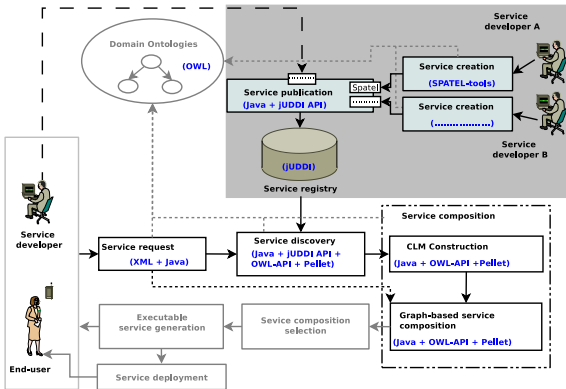 Service
developer A
Domain Ontologies
(OWL)
Service creation
(SPATEL-tools)
Spatel
Service publication
(Java + jUDDI API)
Service creation
(..................)
Service
developer B
(jUDDI)
Service registry
Service
developer
Service composition
Service request
(XML + Java)
Service discovery
(Java + jUDDI API +
OWL-API + Pellet)
CLM Construction
(Java + OWL-API +Pellet)
Executable
service generation
Sevice composition
selection
Graph-based service
composition
(Java + OWL-API + Pellet)
End-user
Service deployment